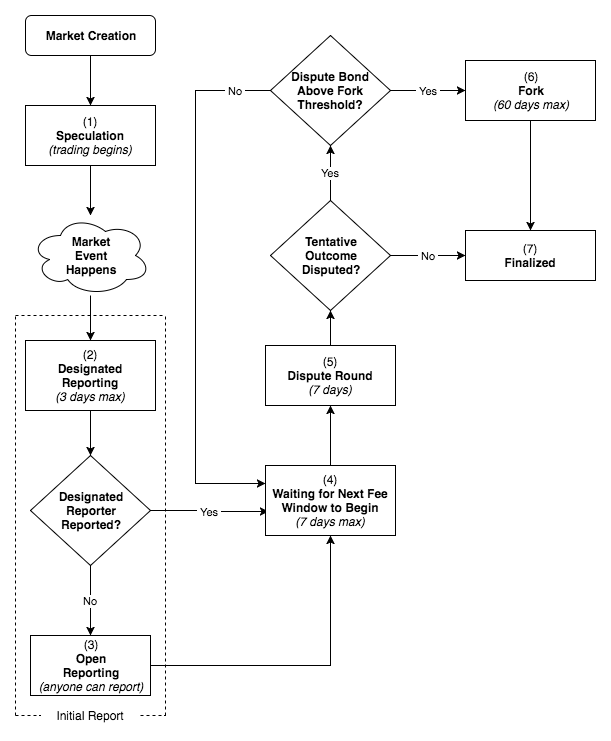 Market Creation
(1)
Speculation
(trading begins)
Market
Event
Happens
(2)
Designated
Reporting
(3 days max)
Designated
Reporter
Reported?
Yes
No
(3)
Open
Reporting
(anyone can report)
Initial Report
(4)
Waiting for Next Fee
Window to Begin
(7 days max)
(5)
Dispute Round
(7 days)
Tentative
Outcome
Disputed?
No
Yes
Dispute Bond
Above Fork
Threshold?
No
Yes
(6)
Fork
(60 days max)
(7)
Finalized